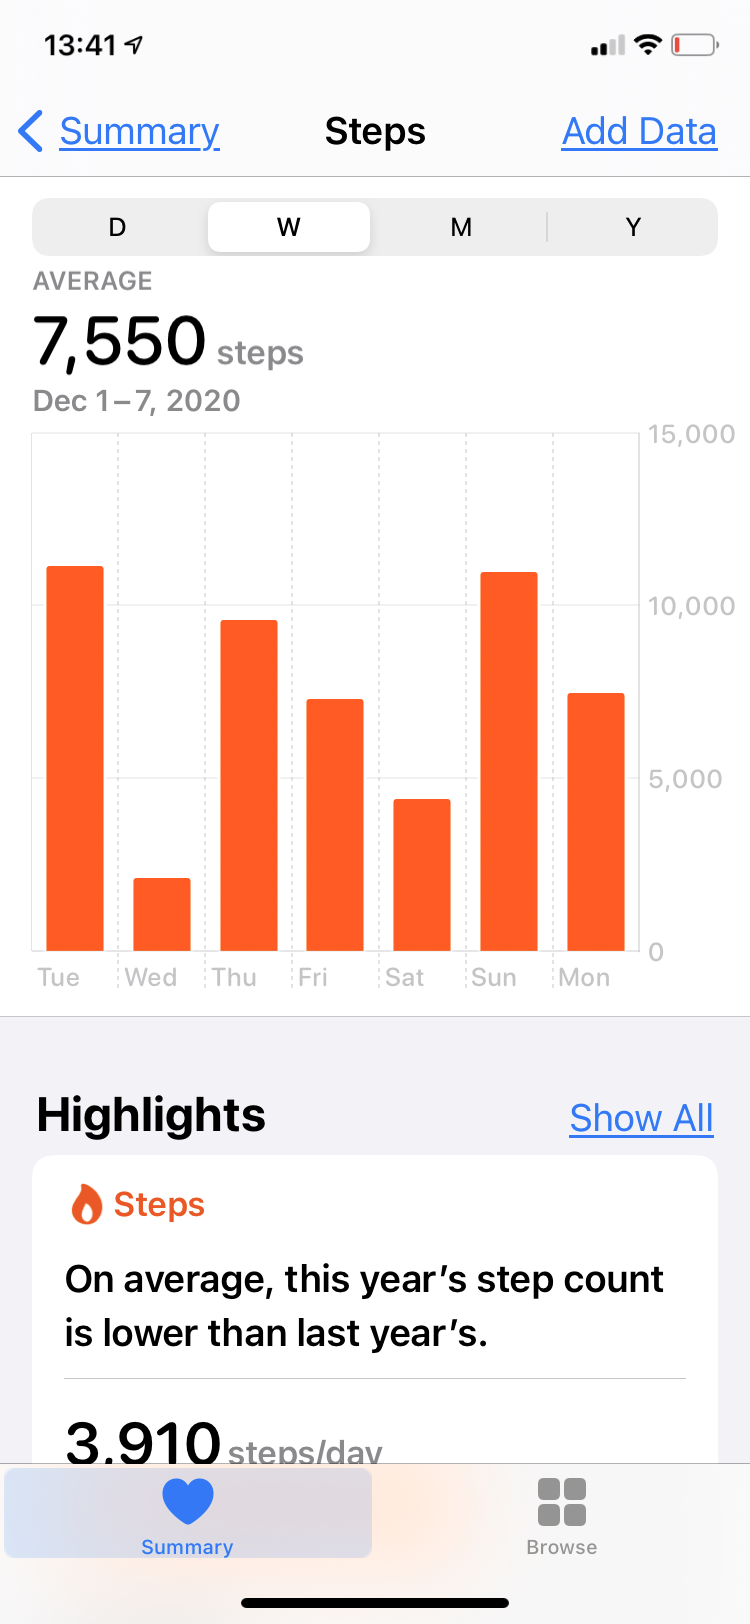 13:41
Summary
Steps
Add Data
D
W
M
Y
AVERAGE
7,550 steps
Dec 1–7, 2020
15,000
10,000
5,000
0
Tue
Wed
Thu
Fri
Sat
Sun
Mon
Highlights
Show All
Steps
On average, this year’s step count
is lower than last year’s.
3,910 steps/day
Summary
Browse